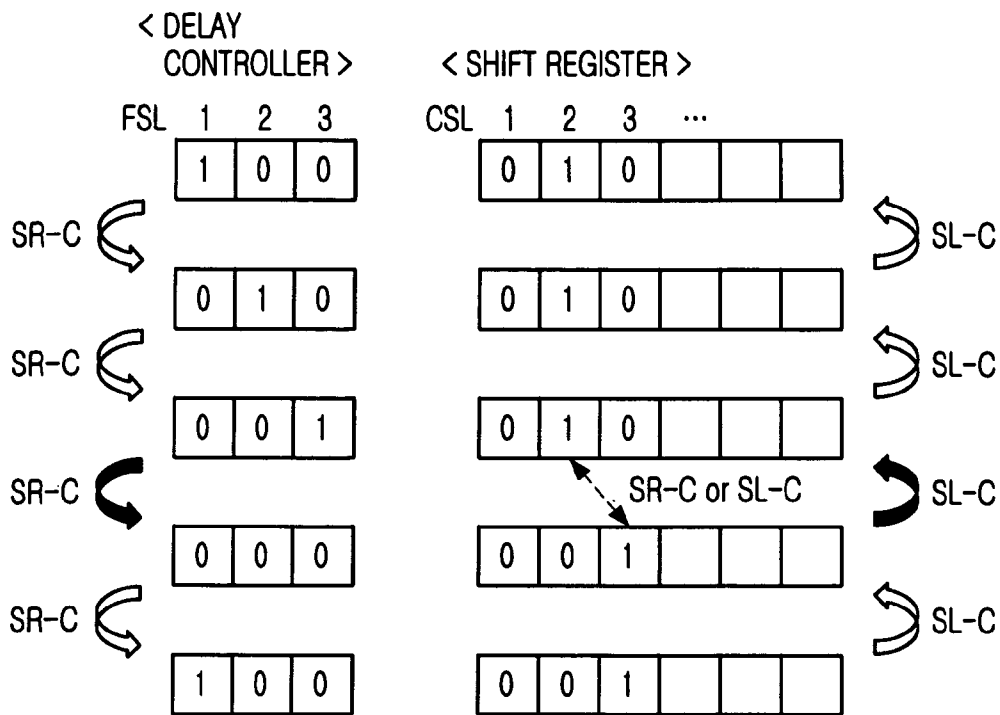 < DELAY
CONTROLLER >
< SHIFT REGISTER >
FSL 1 2 3
CSL 1 2 3 ...
1 0 0
0 1 0
SR-C
SL-C
0 1 0
0 1 0
SR-C
SL-C
0 0 1
0 1 0
SR-C
SR-C or SL-C
SL-C
0 0 0
0 0 1
SR-C
SL-C
1 0 0
0 0 1